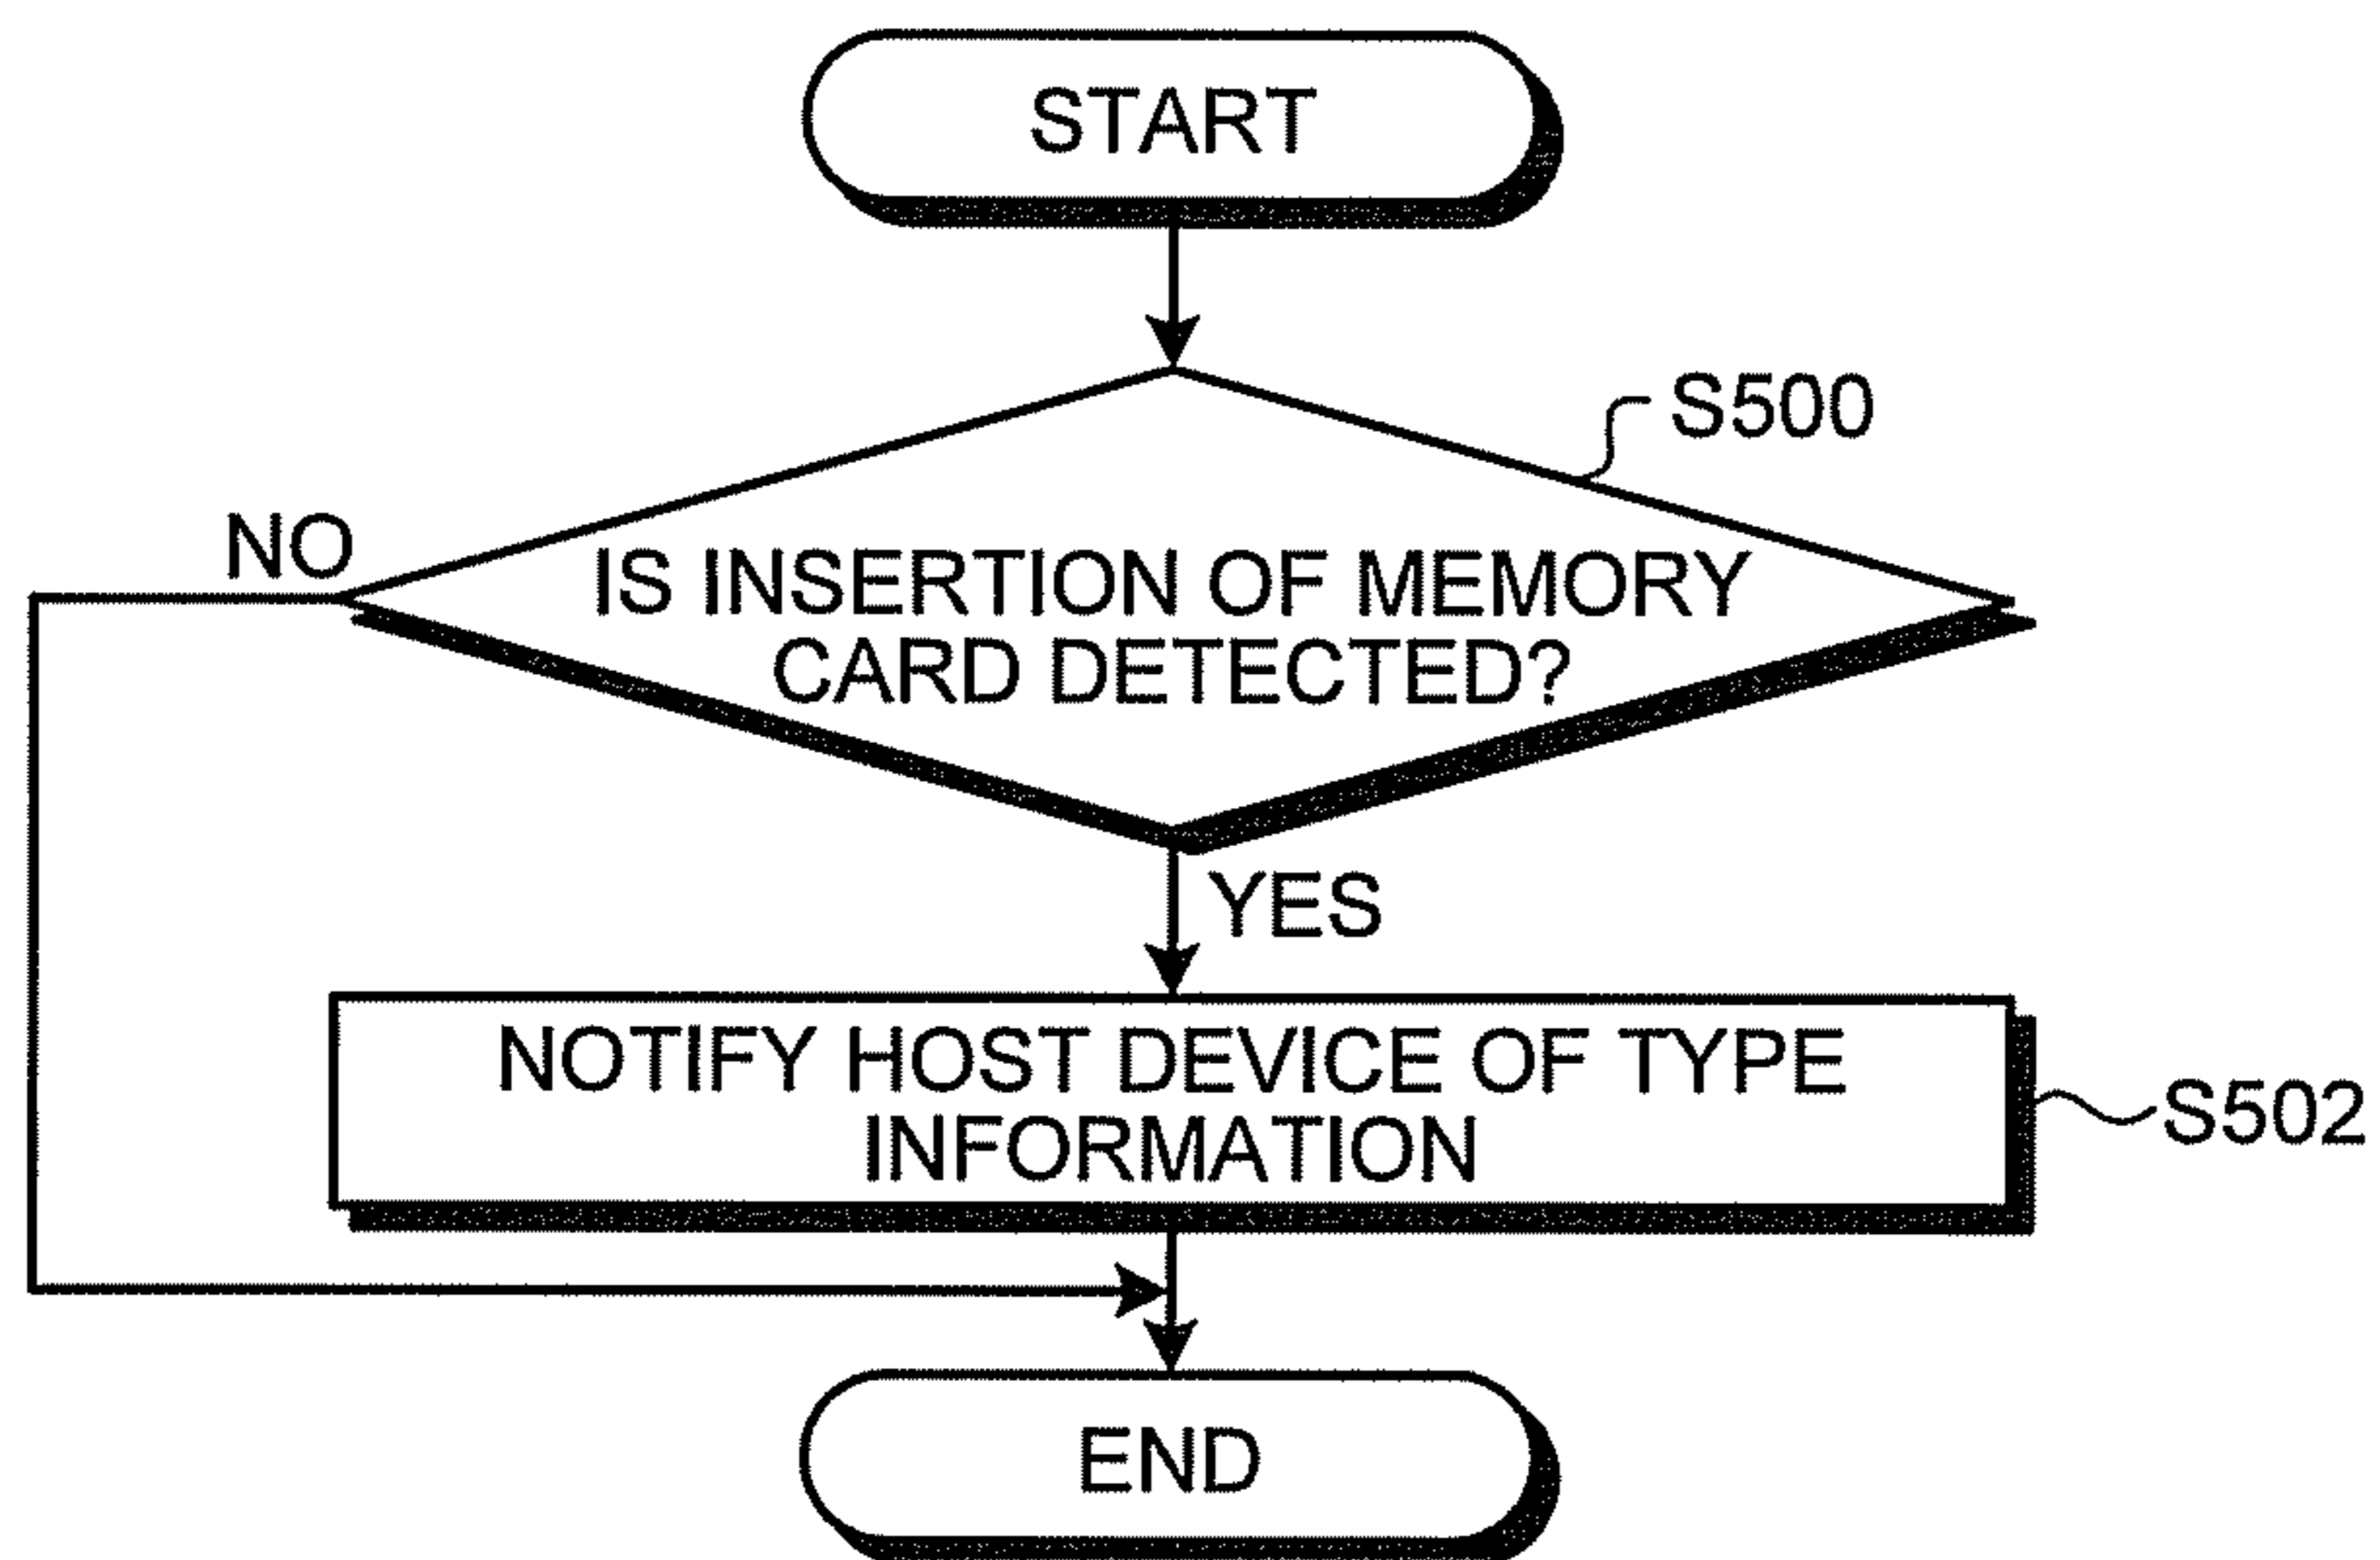 START
S500
NO
IS INSERTION OF MEMORY
CARD DETECTED?
YES
NOTIFY HOST DEVICE OF TYPE
INFORMATION
S502
END